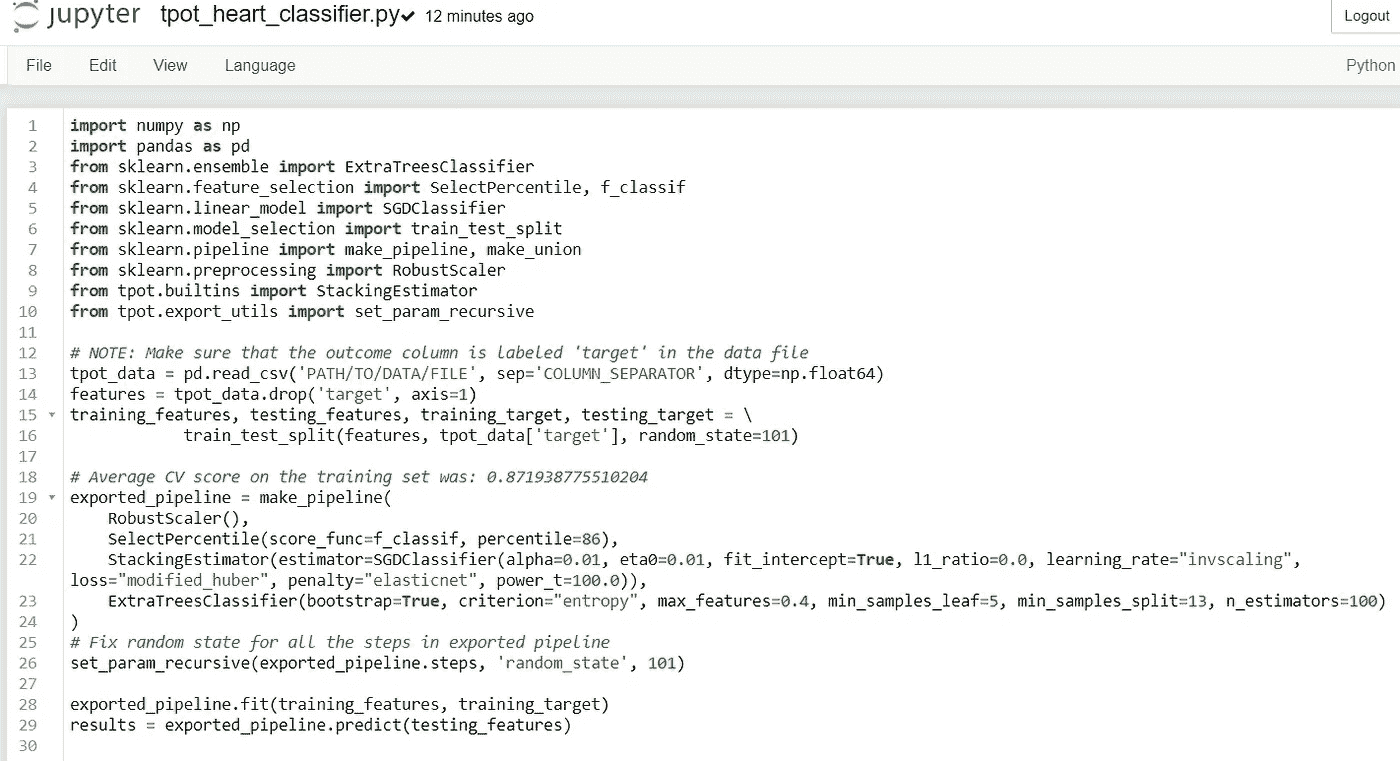 jupyter tpot_heart_classifier.py✔ 12 minutes ago Logout
File Edit View Language Python
1 import numpy as np
2 import pandas as pd
3 from sklearn.ensemble import ExtraTreesClassifier
4 from sklearn.feature_selection import SelectPercentile, f_classif
5 from sklearn.linear_model import SGDClassifier
6 from sklearn.model_selection import train_test_split
7 from sklearn.pipeline import make_pipeline, make_union
8 from sklearn.preprocessing import RobustScaler
9 from tpot.builtins import StackingEstimator
10 from tpot.export_utils import set_param_recursive
11
12 # NOTE: Make sure that the outcome column is labeled 'target' in the data file
13 tpot_data = pd.read_csv('PATH/TO/DATA/FILE', sep='COLUMN_SEPARATOR', dtype=np.float64)
14 features = tpot_data.drop('target', axis=1)
15 training_features, testing_features, training_target, testing_target = \
16             train_test_split(features, tpot_data['target'], random_state=101)
17
18 # Average CV score on the training set was: 0.871938775510204
19 exported_pipeline = make_pipeline(
20     RobustScaler(),
21     SelectPercentile(score_func=f_classif, percentile=86),
22     StackingEstimator(estimator=SGDClassifier(alpha=0.01, eta0=0.01, fit_intercept=True, l1_ratio=0.0, learning_rate="invscaling",
loss="modified_huber", penalty="elasticnet", power_t=100.0)),
23     ExtraTreesClassifier(bootstrap=True, criterion="entropy", max_features=0.4, min_samples_leaf=5, min_samples_split=13, n_estimators=100)
24 )
25 # Fix random state for all the steps in exported pipeline
26 set_param_recursive(exported_pipeline.steps, 'random_state', 101)
27
28 exported_pipeline.fit(training_features, training_target)
29 results = exported_pipeline.predict(testing_features)
30